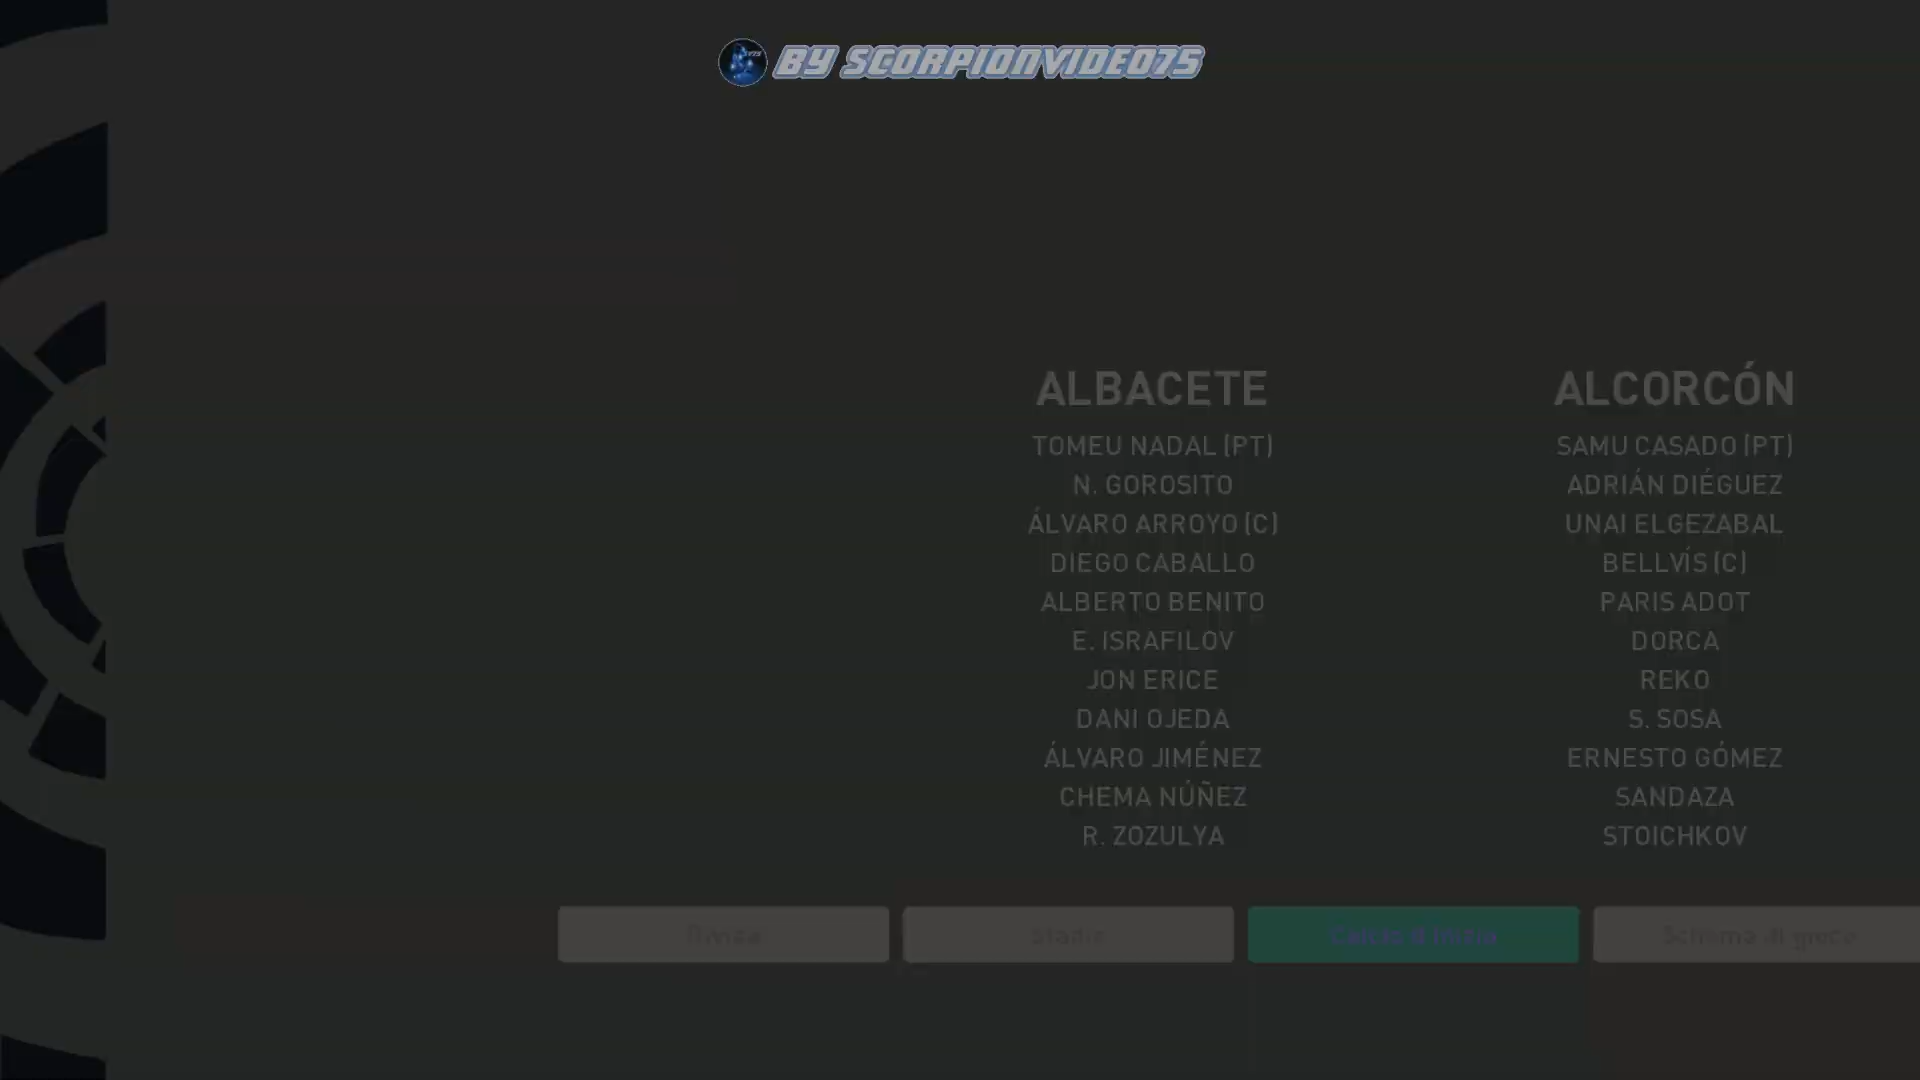 BY SCORPIONVIDEO75
ALBACETE
TOMEU NADAL (PT)
N. GOROSITO
ÁLVARO ARROYO (C)
DIEGO CABALLO
ALBERTO BENITO
E. ISRAFILOV
JON ERICE
DANI OJEDA
ÁLVARO JIMÉNEZ
CHEMA NÚÑEZ
R. ZOZULYA
ALCORCÓN
SAMU CASADO (PT)
ADRIÁN DIÉGUEZ
UNAI ELGEZABAL
BELLVÍS (C)
PARIS ADOT
DORCA
REKO
S. SOSA
ERNESTO GÓMEZ
SANDAZA
STOICHKOV
Divise
Stadio
Calcio d'inizio
Schema di gioco